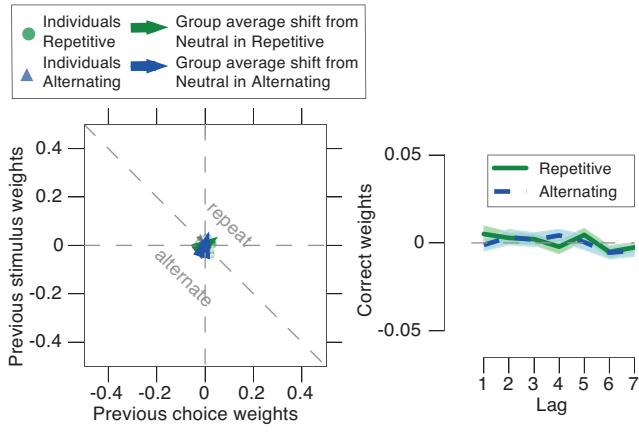 Individuals Repetitive
Group average shift from Neutral in Repetitive
Individuals Alternating
Group average shift from Neutral in Alternating
Previous stimulus weights
0.4
0.2
0
-0.2
-0.4
repeat
alternate
-0.4
-0.2
0
0.2
0.4
Previous choice weights
Correct weights
0.05
0
-0.05
Repetitive
Alternating
1 2 3 4 5 6 7
Lag